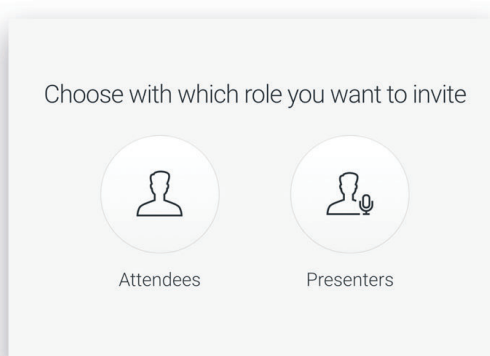 Choose with which role you want to invite
Attendees
Presenters